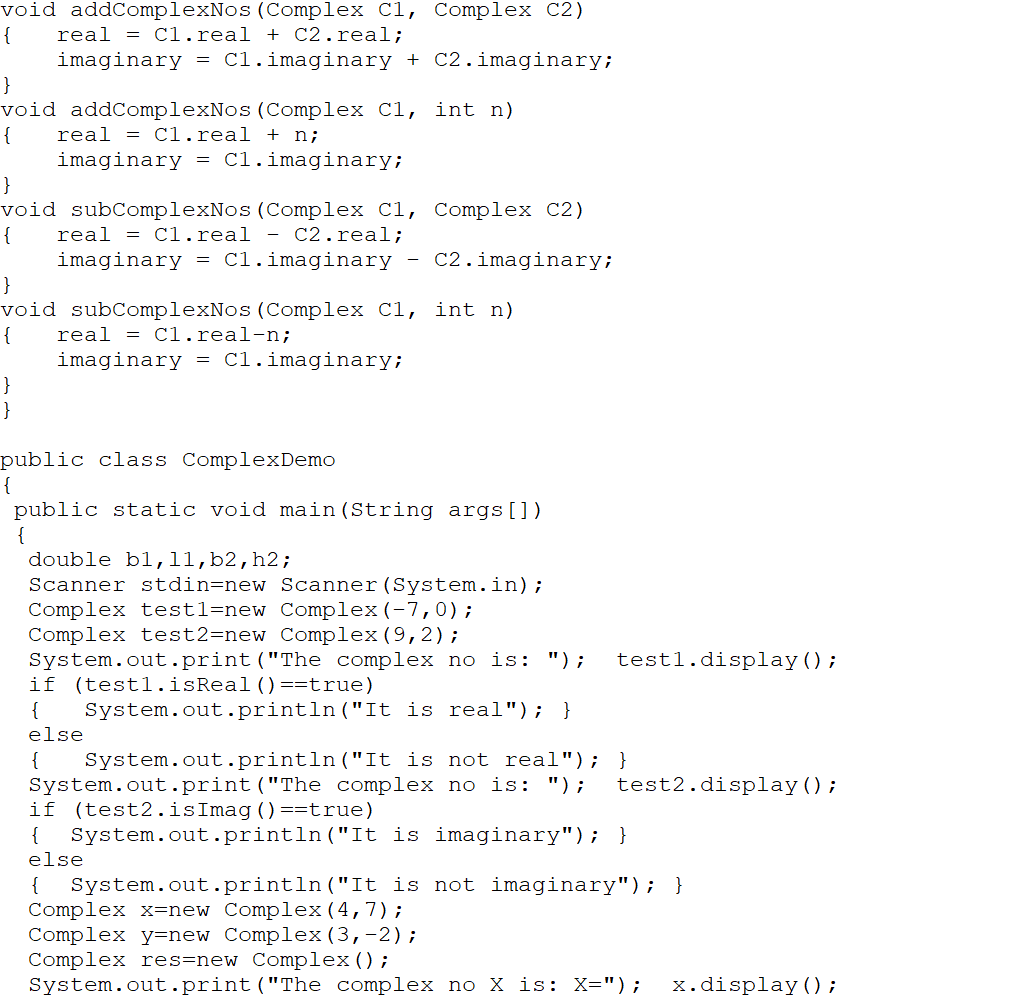 void addComplexNos(Complex C1, Complex C2)
{   real = C1.real + C2.real;
    imaginary = C1.imaginary + C2.imaginary;
}
void addComplexNos(Complex C1, int n)
{   real = C1.real + n;
    imaginary = C1.imaginary;
}
void subComplexNos(Complex C1, Complex C2)
{   real = C1.real - C2.real;
    imaginary = C1.imaginary - C2.imaginary;
}
void subComplexNos(Complex C1, int n)
{   real = C1.real-n;
    imaginary = C1.imaginary;
}
}

public class ComplexDemo
{
 public static void main(String args[])
 {
  double b1,l1,b2,h2;
  Scanner stdin=new Scanner(System.in);
  Complex test1=new Complex(-7,0);
  Complex test2=new Complex(9,2);
  System.out.print("The complex no is: ");  test1.display();
  if (test1.isReal()==true)
  {   System.out.println("It is real"); }
  else
  {   System.out.println("It is not real"); }
  System.out.print("The complex no is: ");  test2.display();
  if (test2.isImag()==true)
  {  System.out.println("It is imaginary"); }
  else
  {  System.out.println("It is not imaginary"); }
  Complex x=new Complex(4,7);
  Complex y=new Complex(3,-2);
  Complex res=new Complex();
  System.out.print("The complex no X is: X=");  x.display();